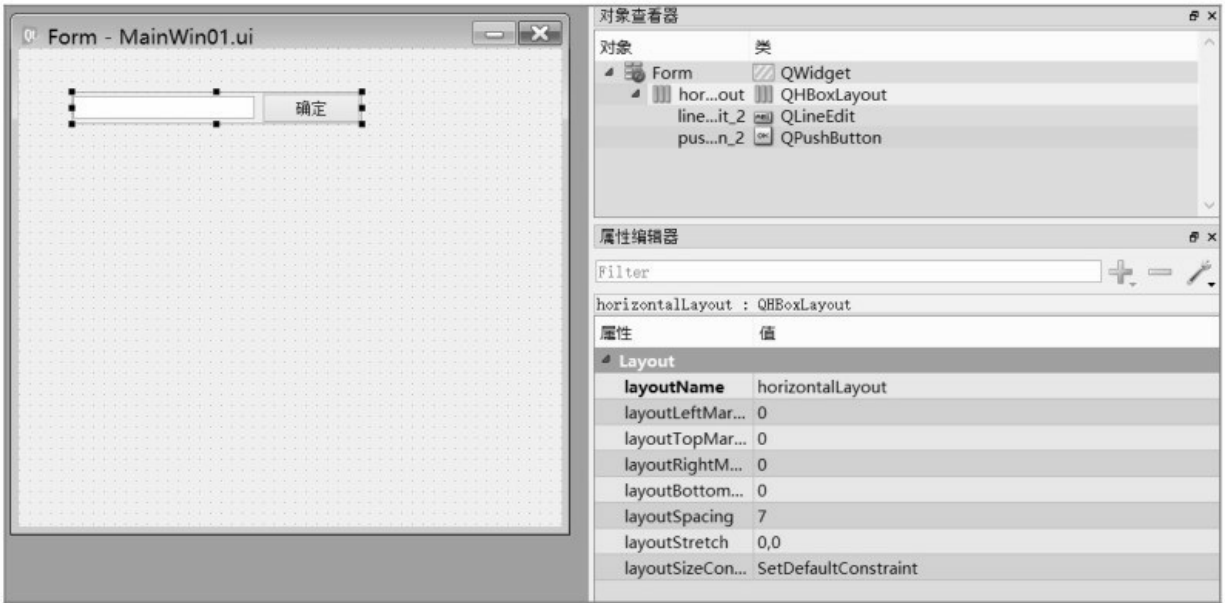 Form - MainWin01.ui
确定
对象查看器
对象 类
Form QWidget
hor...out QHBoxLayout
line...it_2 QLineEdit
pus...n_2 QPushButton
属性编辑器
Filter
horizontalLayout : QHBoxLayout
属性 值
Layout
layoutName horizontalLayout
layoutLeftMar... 0
layoutTopMar... 0
layoutRightM... 0
layoutBottom... 0
layoutSpacing 7
layoutStretch 0,0
layoutSizeCon... SetDefaultConstraint